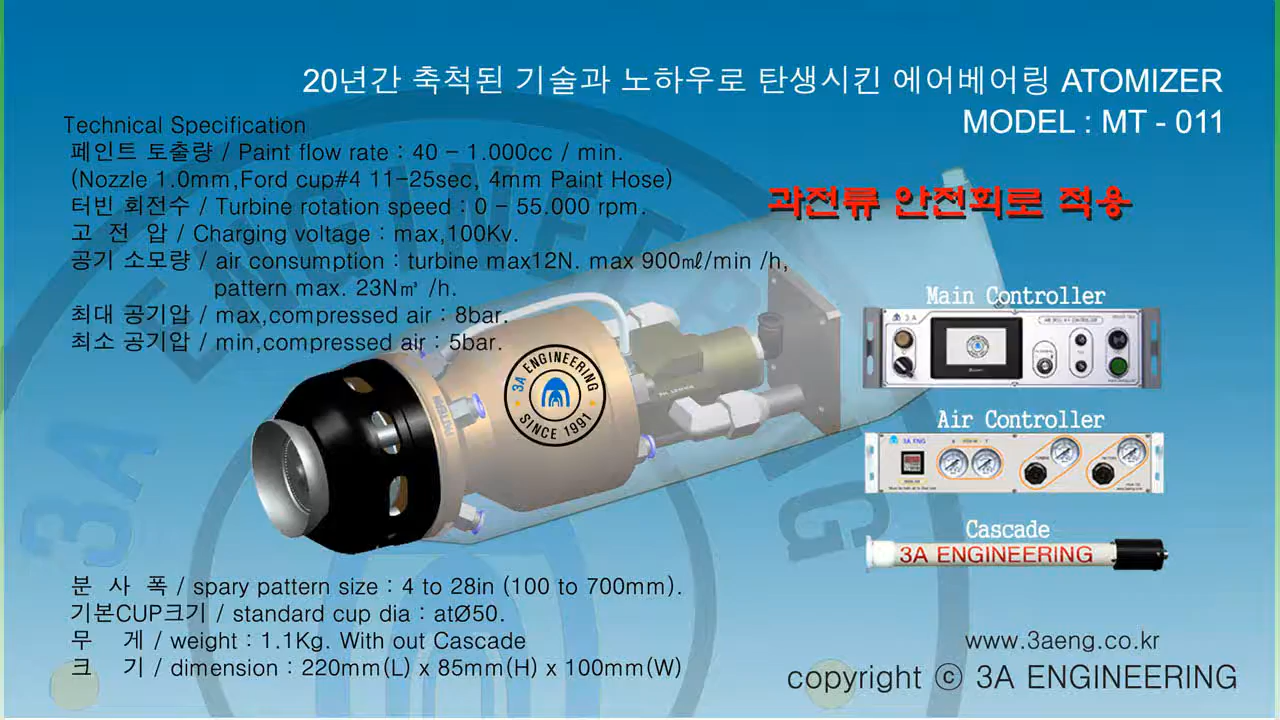 20년간 축척된 기술과 노하우로 탄생시킨 에어베어링 ATOMIZER
MODEL : MT - 011
Technical Specification
페인트 토출량 / Paint flow rate : 40 - 1.000cc / min.
(Nozzle 1.0mm,Ford cup#4 11-25sec, 4mm Paint Hose)
터빈 회전수 / Turbine rotation speed : 0 - 55.000 rpm.
고 전 압 / Charging voltage : max,100Kv.
공기 소모량 / air consumption : turbine max12N. max 900㎖/min /h,
pattern max. 23N㎥ /h.
최대 공기압 / max,compressed air : 8bar.
최소 공기압 / min,compressed air : 5bar.
과전류 안전회로 적용
Main Controller
3 A
Air Controller
3A ENG
Cascade
3A ENGINEERING
3A ENGINEERING
SINCE 1991
PATTERN
3A ENGINEERING
분 사 폭 / spary pattern size : 4 to 28in (100 to 700mm).
기본CUP크기 / standard cup dia : atØ50.
무 게 / weight : 1.1Kg. With out Cascade
크 기 / dimension : 220mm(L) x 85mm(H) x 100mm(W)
www.3aeng.co.kr
copyright ⓒ 3A ENGINEERING